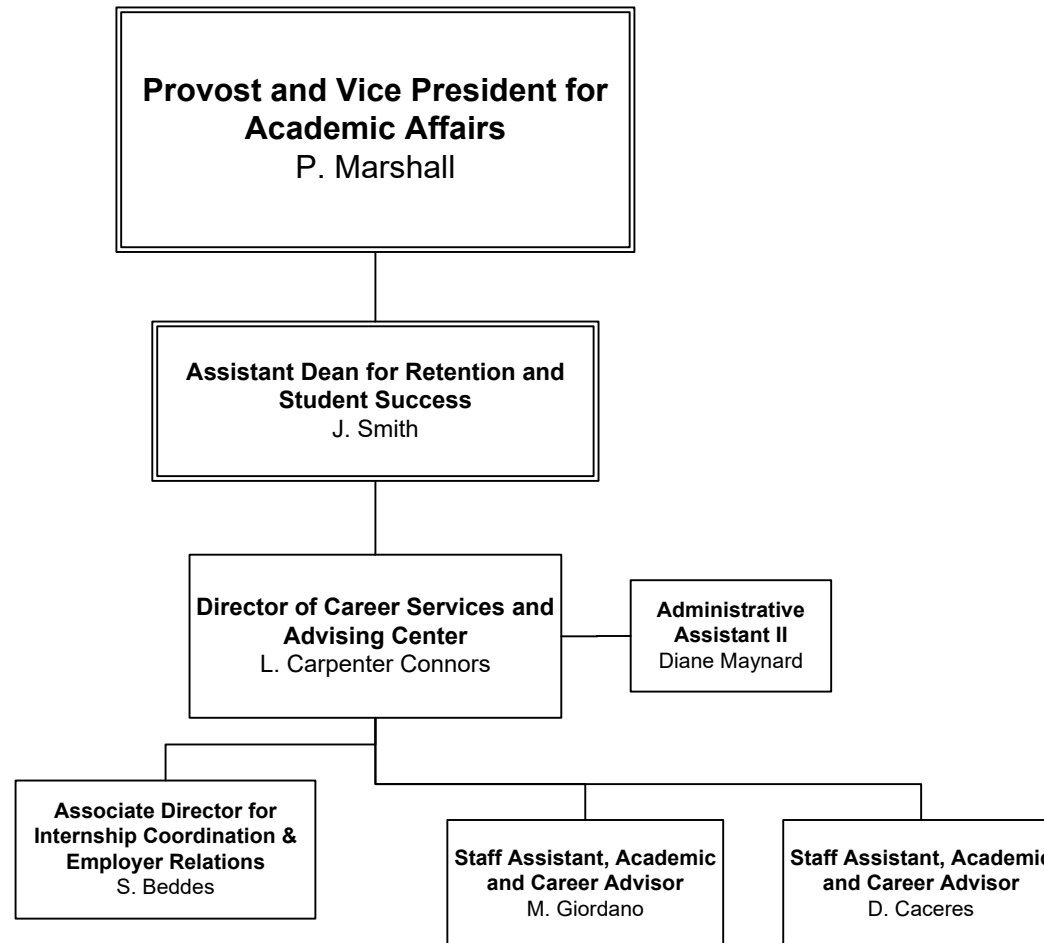 Provost and Vice President for
Academic Affairs
P. Marshall
Assistant Dean for Retention and
Student Success
J. Smith
Director of Career Services and
Advising Center
L. Carpenter Connors
Administrative
Assistant II
Diane Maynard
Associate Director for
Internship Coordination &
Employer Relations
S. Beddes
Staff Assistant, Academic
and Career Advisor
M. Giordano
Staff Assistant, Academic
and Career Advisor
D. Caceres